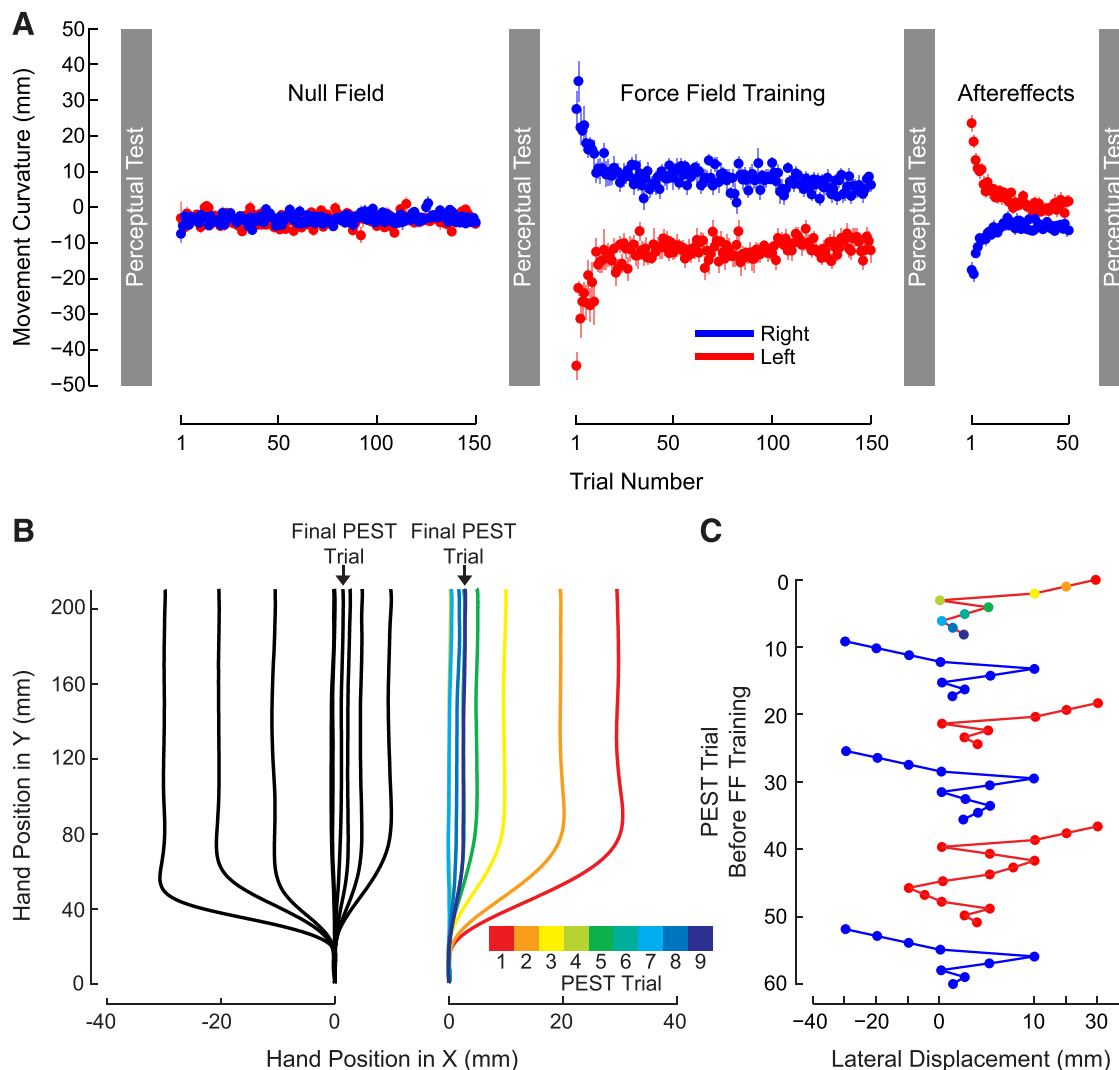 A
Movement Curvature (mm)
50
40
30
20
10
0
−10
−20
−30
−40
−50
Perceptual Test
Null Field
Perceptual Test
Force Field Training
Perceptual Test
Aftereffects
Perceptual Test
Right
Left
1 50 100 150
1 50 100 150
1 50
Trial Number
B
Final PEST Trial
Final PEST Trial
Hand Position in Y (mm)
200
160
120
80
40
0
1 2 3 4 5 6 7 8 9
PEST Trial
-40 -20 0
0 20 40
Hand Position in X (mm)
C
PEST Trial
Before FF Training
0
10
20
30
40
50
60
−40 −20 0 10 30
Lateral Displacement (mm)